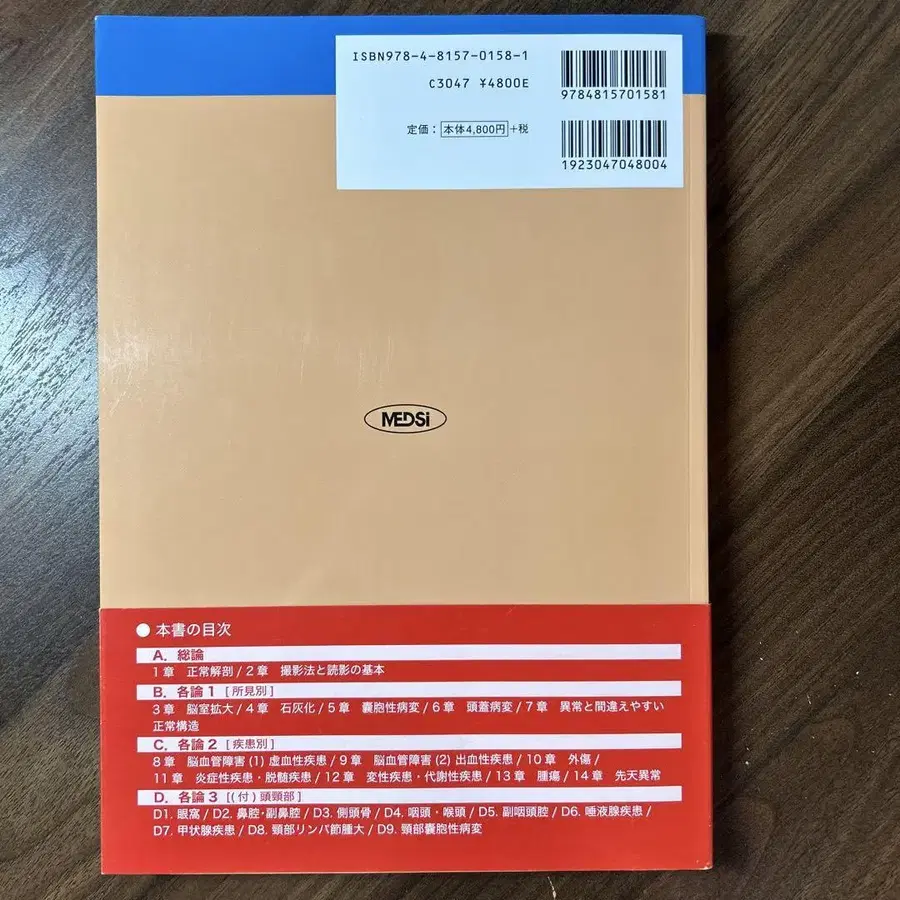 ISBN978-4-8157-0158-1
C3047 ¥4800E
定価：本体4,800円+税
9784815701581
1923047048004
MEDSi
● 本書の目次
A．総論
1章　正常解剖 / 2章　撮影法と読影の基本
B．各論1［所見別］
3章　脳室拡大 / 4章　石灰化 / 5章　嚢胞性病変 / 6章　頭蓋病変 / 7章　異常と間違えやすい
正常構造
C．各論2［疾患別］
8章　脳血管障害(1)虚血性疾患 / 9章　脳血管障害(2)出血性疾患 / 10章　外傷 /
11章　炎症性疾患・脱髄疾患 / 12章　変性疾患・代謝性疾患 / 13章　腫瘍 / 14章　先天異常
D．各論3［(付)頭頸部］
D1. 眼窩 / D2. 鼻腔・副鼻腔 / D3. 側頭骨 / D4. 咽頭・喉頭 / D5. 副咽頭腔 / D6. 唾液腺疾患 /
D7. 甲状腺疾患 / D8. 頸部リンパ節腫大 / D9. 頸部嚢胞性病変